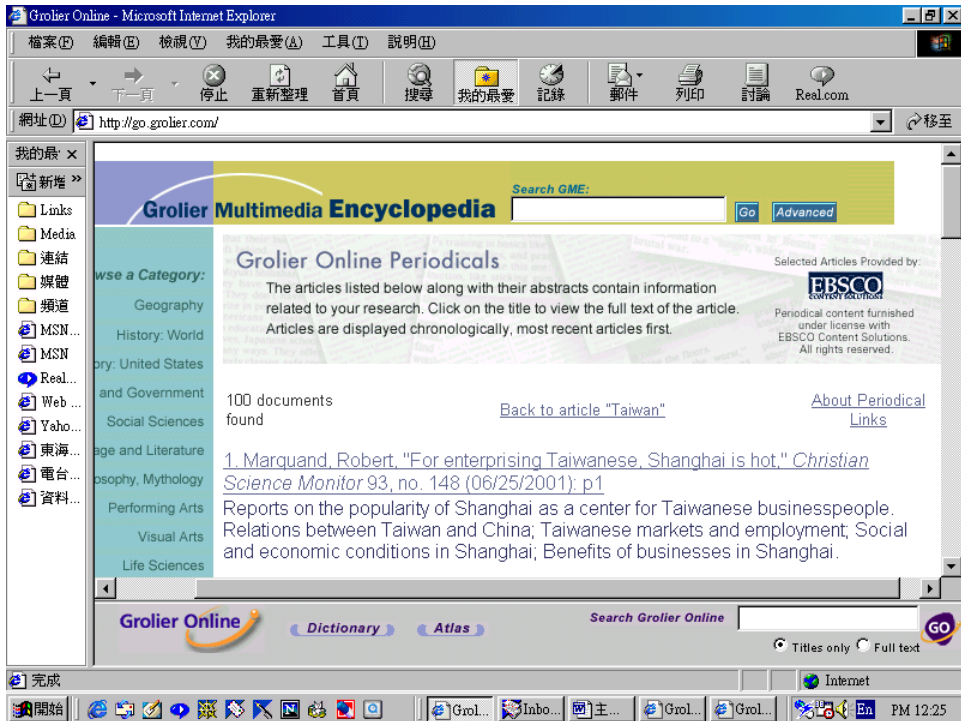 Grolier Online - Microsoft Internet Explorer
檔案(F) 編輯(E) 檢視(V) 我的最愛(A) 工具(T) 說明(H)
上一頁 下一頁 停止 重新整理 首頁 搜尋 我的最愛 記錄 郵件 列印 討論 Real.com
網址(D) http://go.grolier.com/ 移至
我的最
新增
Links
Media
連結
媒體
頻道
MSN...
MSN
Real...
Web ...
Yaho...
東海...
電台...
資料...
Grolier Multimedia Encyclopedia
Search GME:
Go Advanced
wse a Category:
Geography
History: World
ory: United States
and Government
Social Sciences
age and Literature
osophy, Mythology
Performing Arts
Visual Arts
Life Sciences
Grolier Online Periodicals
The articles listed below along with their abstracts contain information
related to your research. Click on the title to view the full text of the article.
Articles are displayed chronologically, most recent articles first.
Selected Articles Provided by:
EBSCO
CONTENT SOLUTIONS
Periodical content furnished
under license with
EBSCO Content Solutions.
All rights reserved.
100 documents
found
Back to article "Taiwan"
About Periodical
Links
1. Marquand, Robert, "For enterprising Taiwanese, Shanghai is hot," Christian
Science Monitor 93, no. 148 (06/25/2001): p1
Reports on the popularity of Shanghai as a center for Taiwanese businesspeople.
Relations between Taiwan and China; Taiwanese markets and employment; Social
and economic conditions in Shanghai; Benefits of businesses in Shanghai.
Grolier Online
Dictionary Atlas
Search Grolier Online
GO
Titles only Full text
完成 Internet
開始 Grol... Inbo... 主... Grol... Grol... En PM 12:25